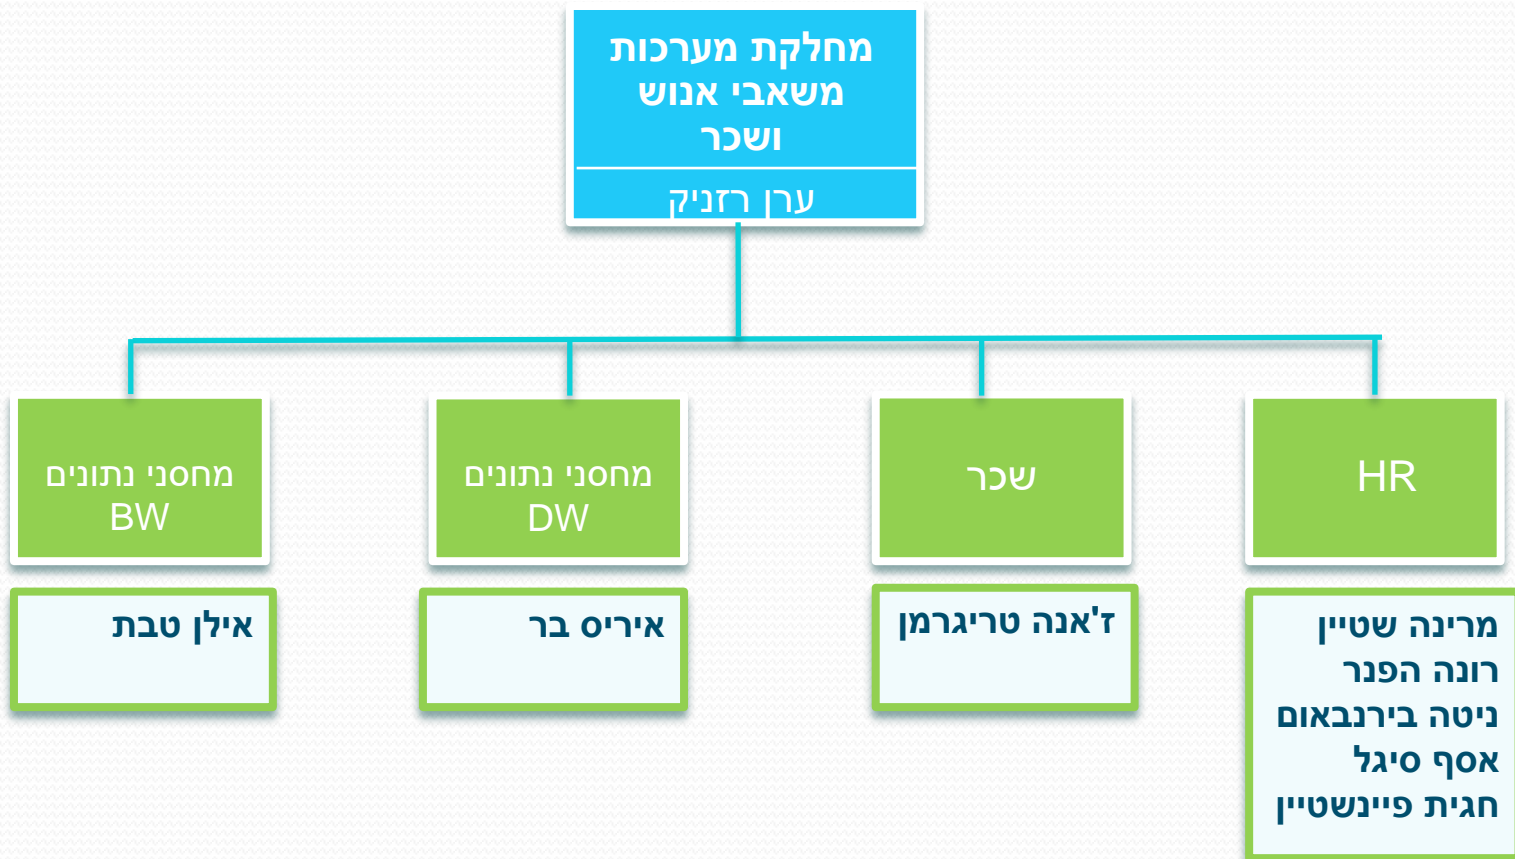 מחלקת מערכות
משאבי אנוש
ושכר
ערן רזניק
HR
מרינה שטיין
רונה הפנר
ניטה בירנבאום
אסף סיגל
חגית פיינשטיין
שכר
ז'אנה טריגרמן
מחסני נתונים
DW
איריס בר
מחסני נתונים
BW
אילן טבת